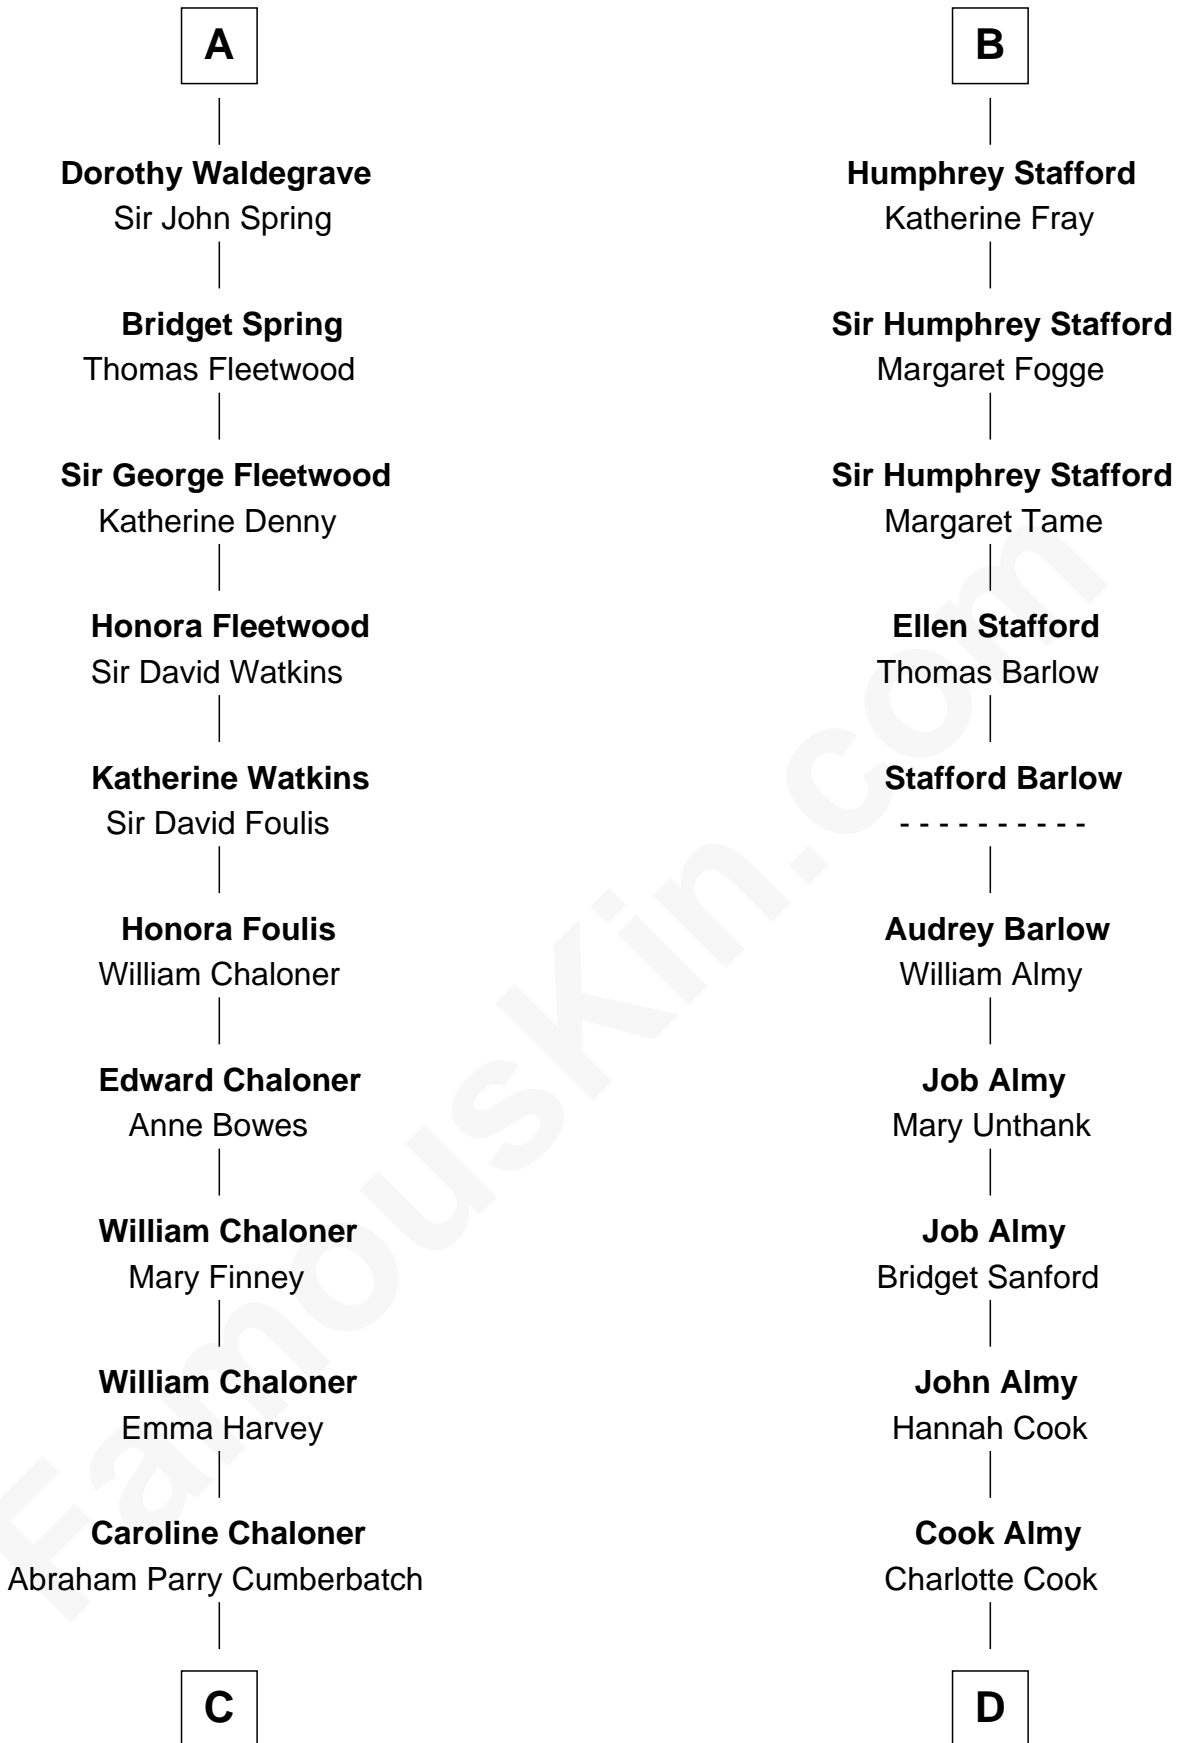 A
Dorothy Waldegrave
Sir John Spring
Bridget Spring
Thomas Fleetwood
Sir George Fleetwood
Katherine Denny
Honora Fleetwood
Sir David Watkins
Katherine Watkins
Sir David Foulis
Honora Foulis
William Chaloner
Edward Chaloner
Anne Bowes
William Chaloner
Mary Finney
William Chaloner
Emma Harvey
Caroline Chaloner
Abraham Parry Cumberbatch
C
B
Humphrey Stafford
Katherine Fray
Sir Humphrey Stafford
Margaret Fogge
Sir Humphrey Stafford
Margaret Tame
Ellen Stafford
Thomas Barlow
Stafford Barlow
- - - - - - - - - -
Audrey Barlow
William Almy
Job Almy
Mary Unthank
Job Almy
Bridget Sanford
John Almy
Hannah Cook
Cook Almy
Charlotte Cook
D
FamousKin.com